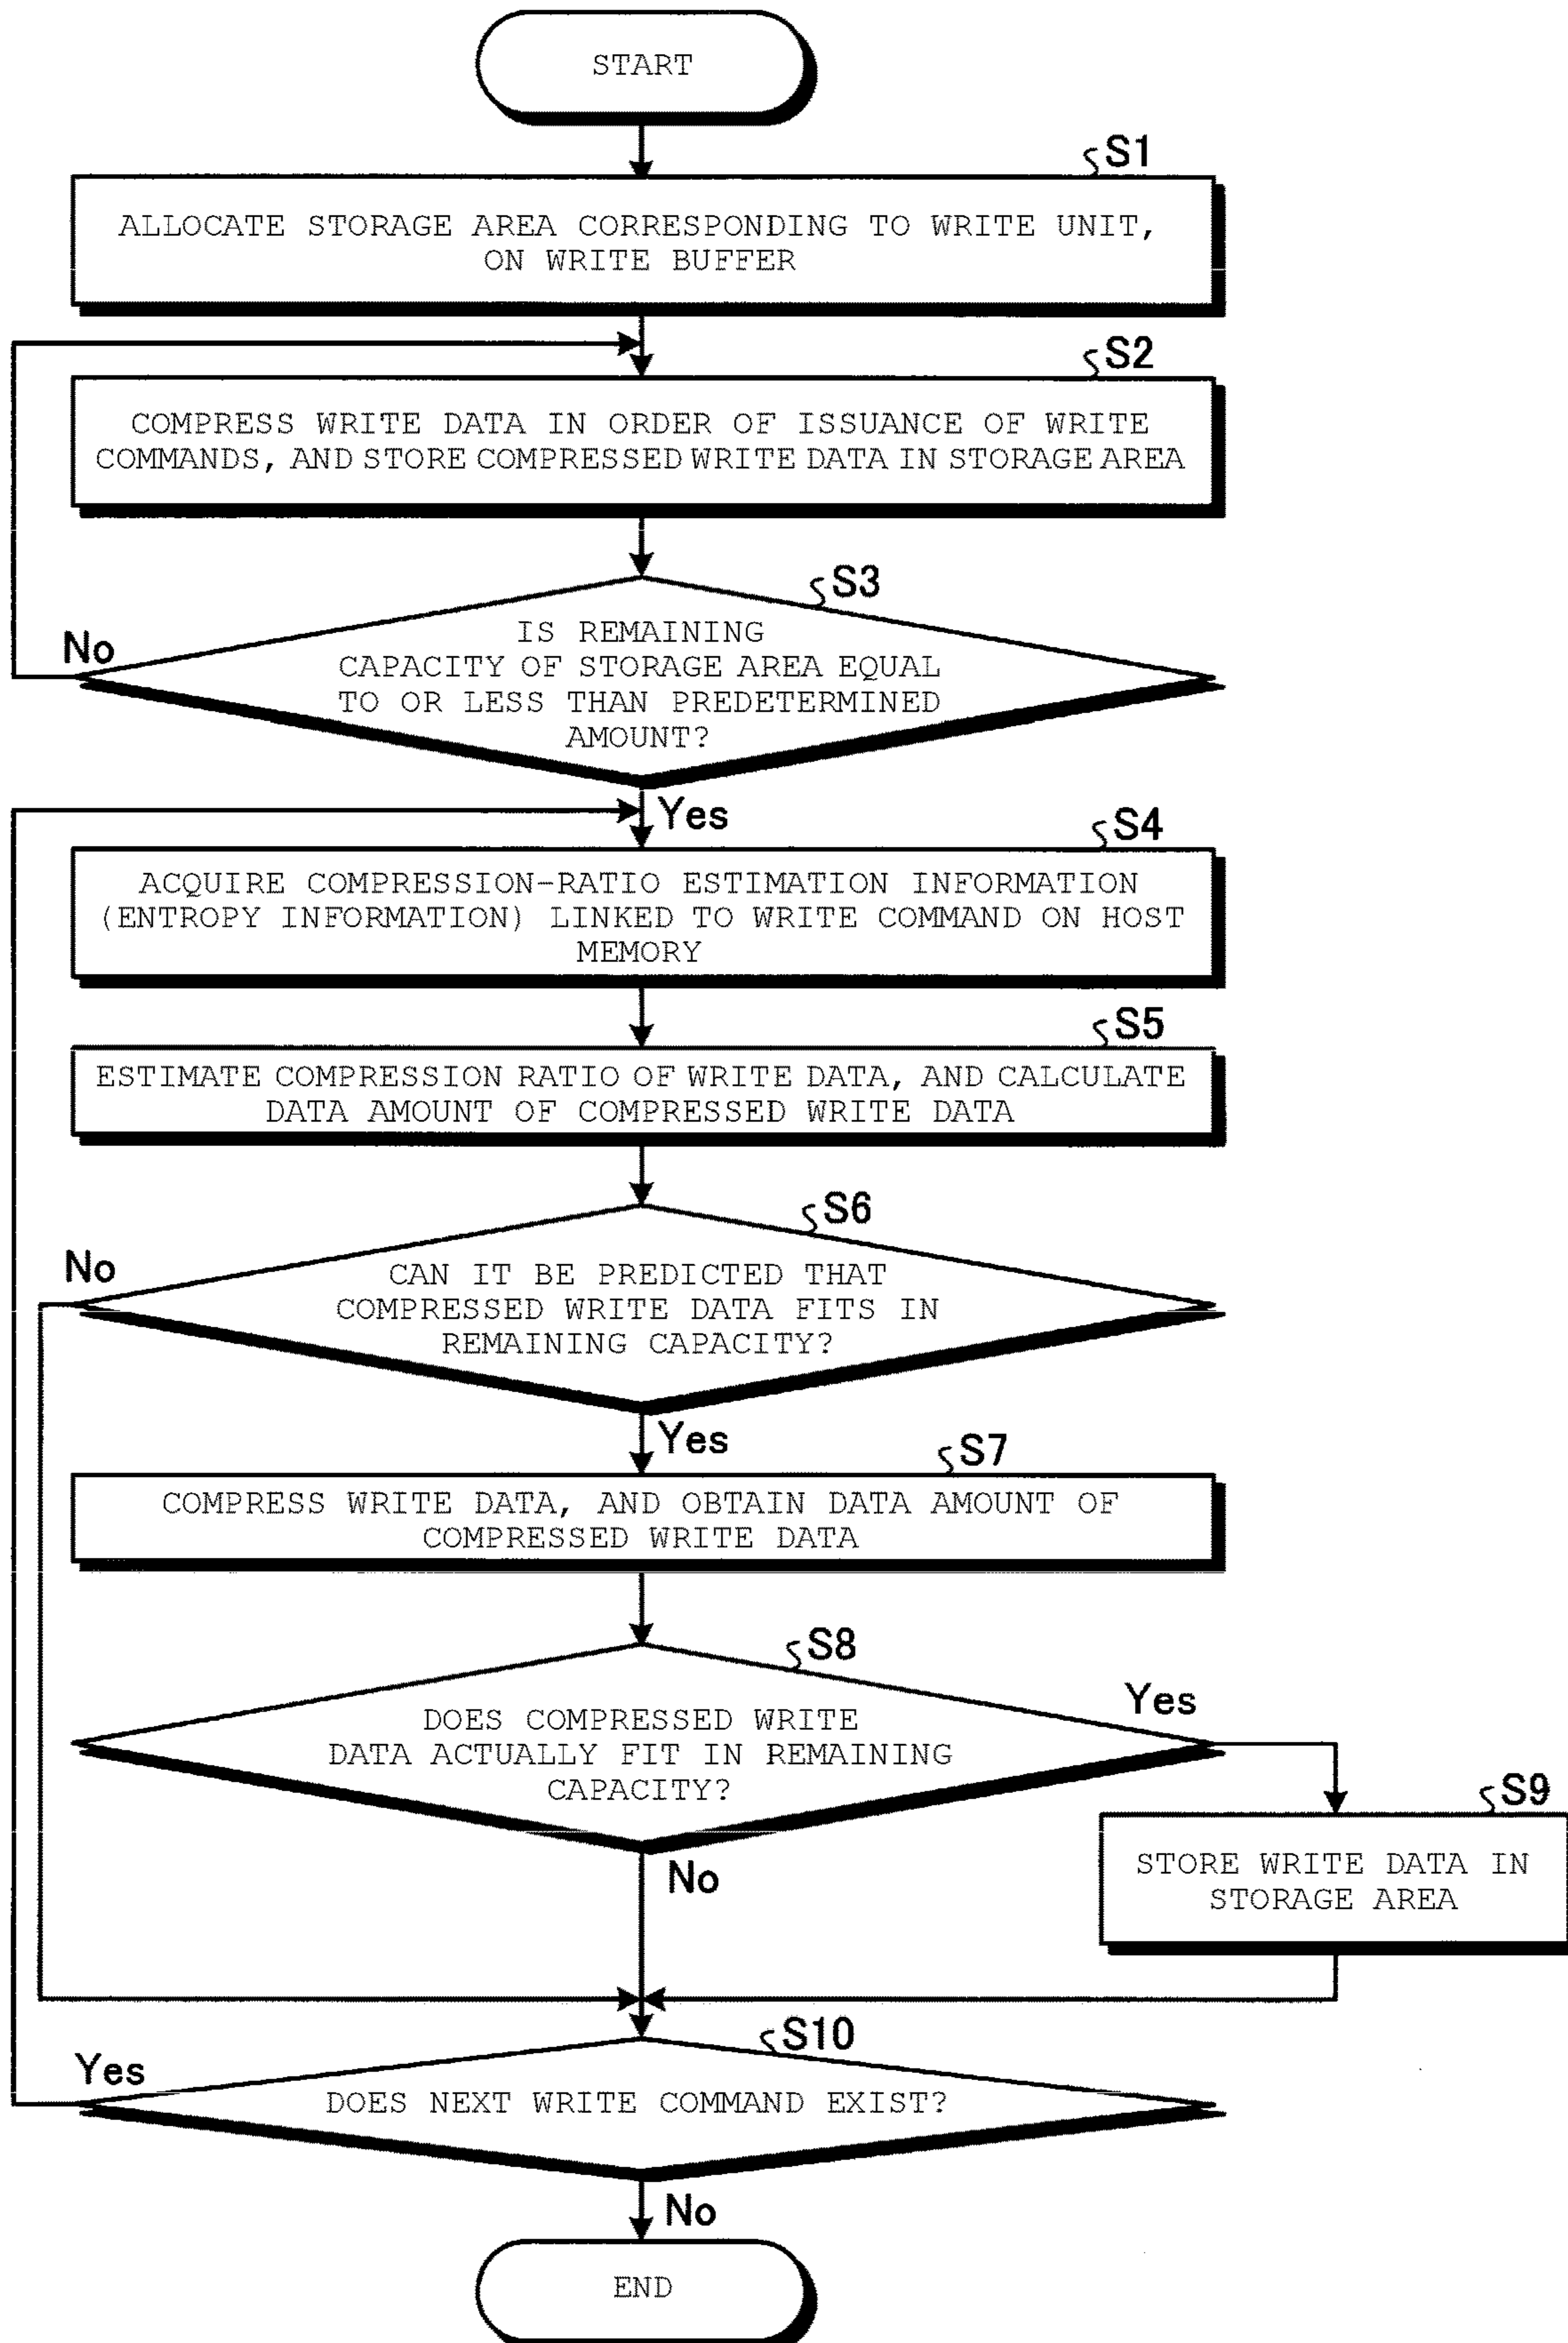 START
S1
ALLOCATE STORAGE AREA CORRESPONDING TO WRITE UNIT,
ON WRITE BUFFER
S2
COMPRESS WRITE DATA IN ORDER OF ISSUANCE OF WRITE
COMMANDS, AND STORE COMPRESSED WRITE DATA IN STORAGE AREA
S3
No
IS REMAINING
CAPACITY OF STORAGE AREA EQUAL
TO OR LESS THAN PREDETERMINED
AMOUNT?
Yes
S4
ACQUIRE COMPRESSION-RATIO ESTIMATION INFORMATION
(ENTROPY INFORMATION) LINKED TO WRITE COMMAND ON HOST
MEMORY
S5
ESTIMATE COMPRESSION RATIO OF WRITE DATA, AND CALCULATE
DATA AMOUNT OF COMPRESSED WRITE DATA
S6
No
CAN IT BE PREDICTED THAT
COMPRESSED WRITE DATA FITS IN
REMAINING CAPACITY?
Yes
S7
COMPRESS WRITE DATA, AND OBTAIN DATA AMOUNT OF
COMPRESSED WRITE DATA
S8
Yes
DOES COMPRESSED WRITE
DATA ACTUALLY FIT IN REMAINING
CAPACITY?
No
S9
STORE WRITE DATA IN
STORAGE AREA
S10
Yes
DOES NEXT WRITE COMMAND EXIST?
No
END